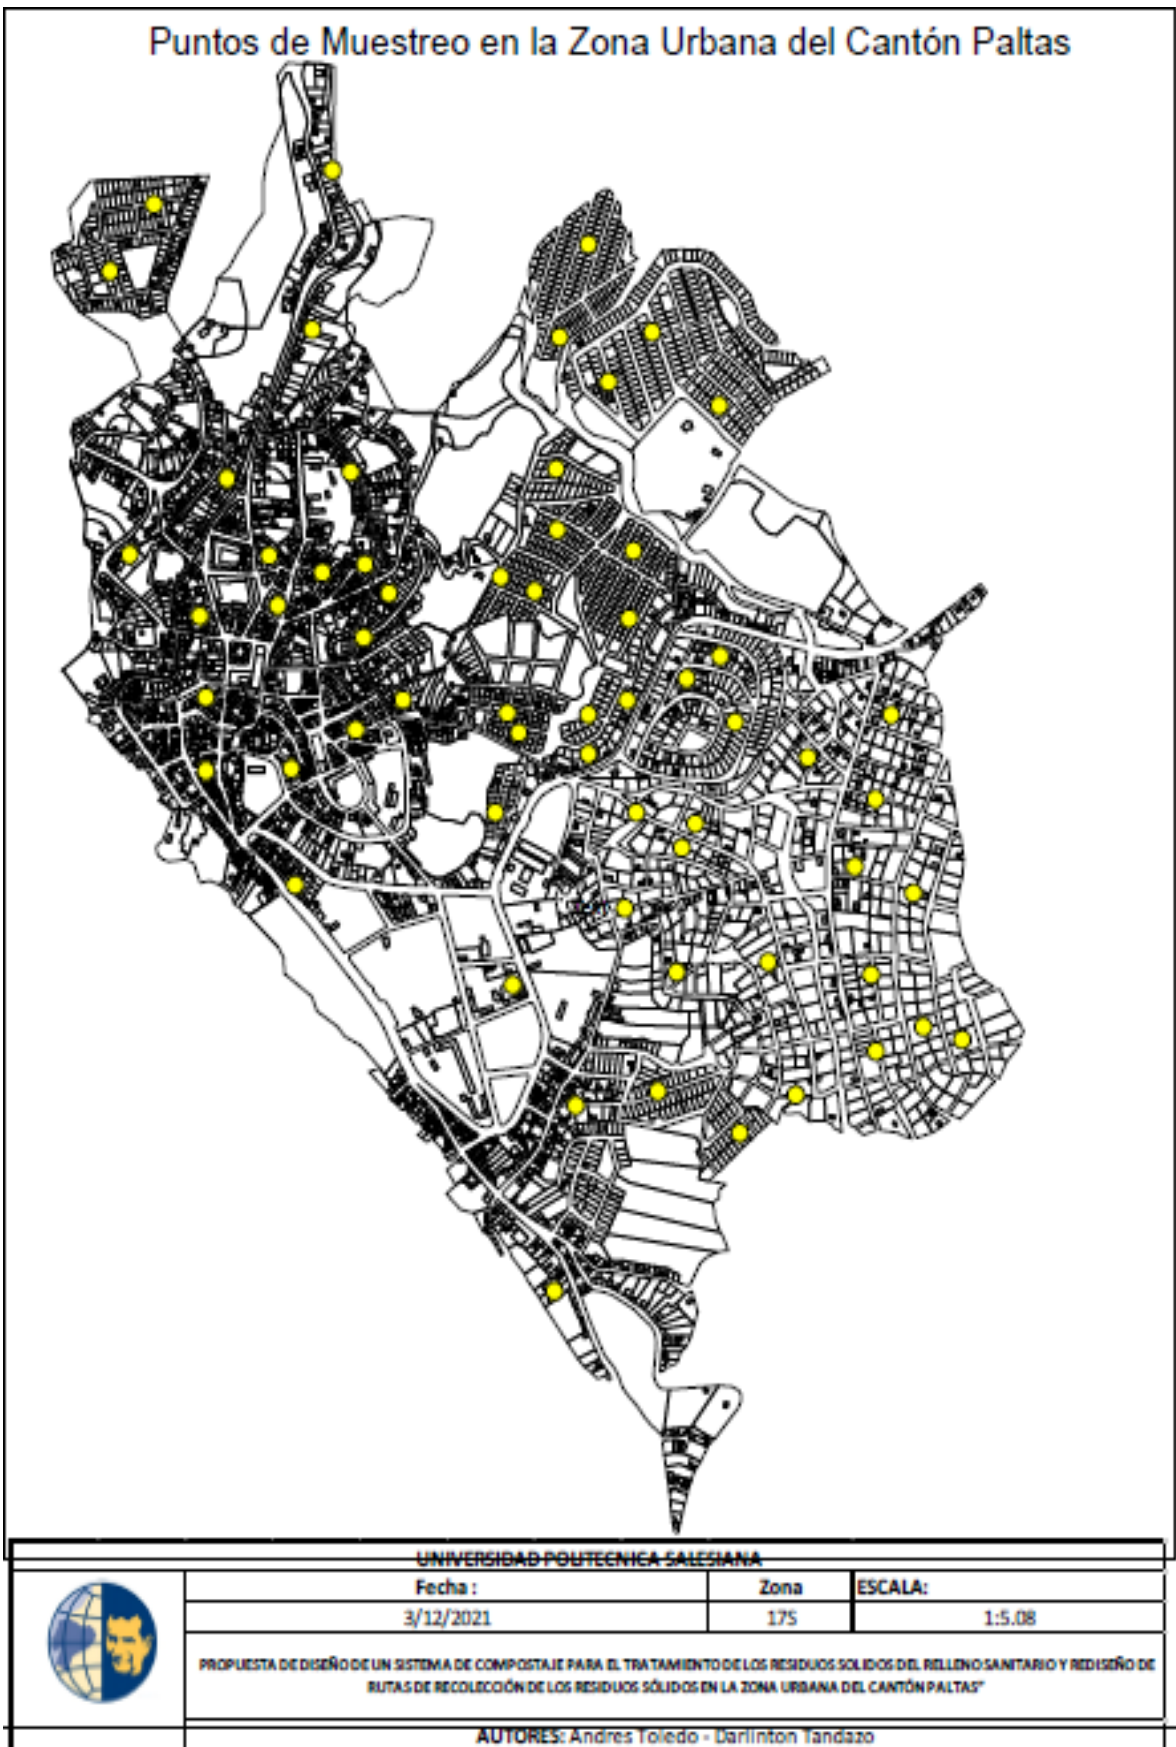 Puntos de Muestreo en la Zona Urbana del Cantón Paltas
UNIVERSIDAD POLITECNICA SALESIANA
Fecha : Zona ESCALA:
3/12/2021 17S 1:5.08
PROPUESTA DE DISEÑO DE UN SISTEMA DE COMPOSTAJE PARA EL TRATAMIENTO DE LOS RESIDUOS SOLIDOS DEL RELLENO SANITARIO Y REDISEÑO DE
RUTAS DE RECOLECCIÓN DE LOS RESIDUOS SÓLIDOS EN LA ZONA URBANA DEL CANTÓN PALTAS"
AUTORES: Andres Toledo - Darlinton Tandazo